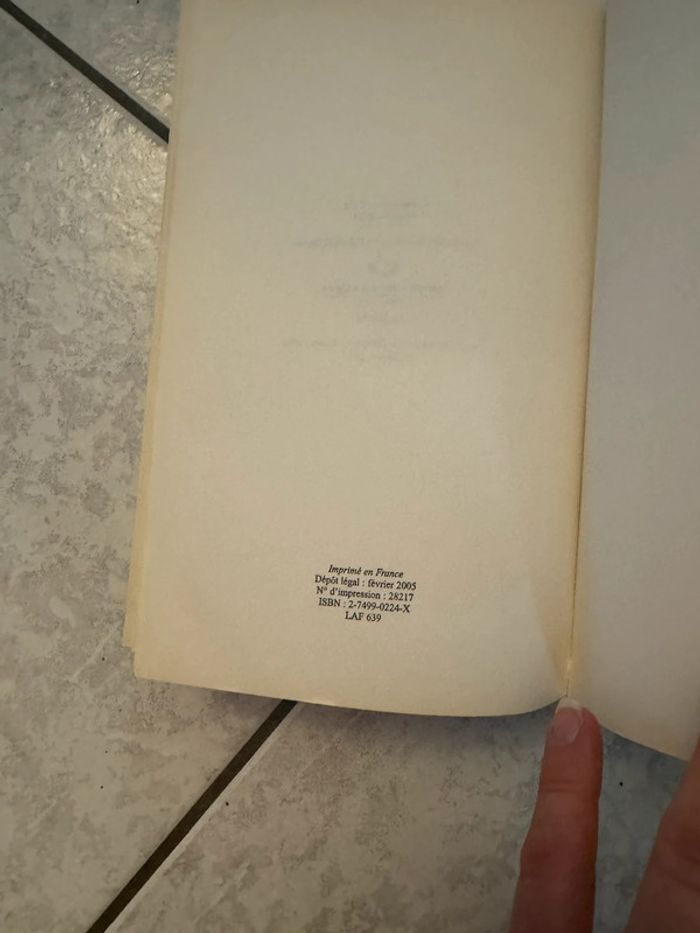 Imprimé en France
Dépôt légal : février 2005
N° d'impression : 28217
ISBN : 2-7499-0224-X
LAF 639